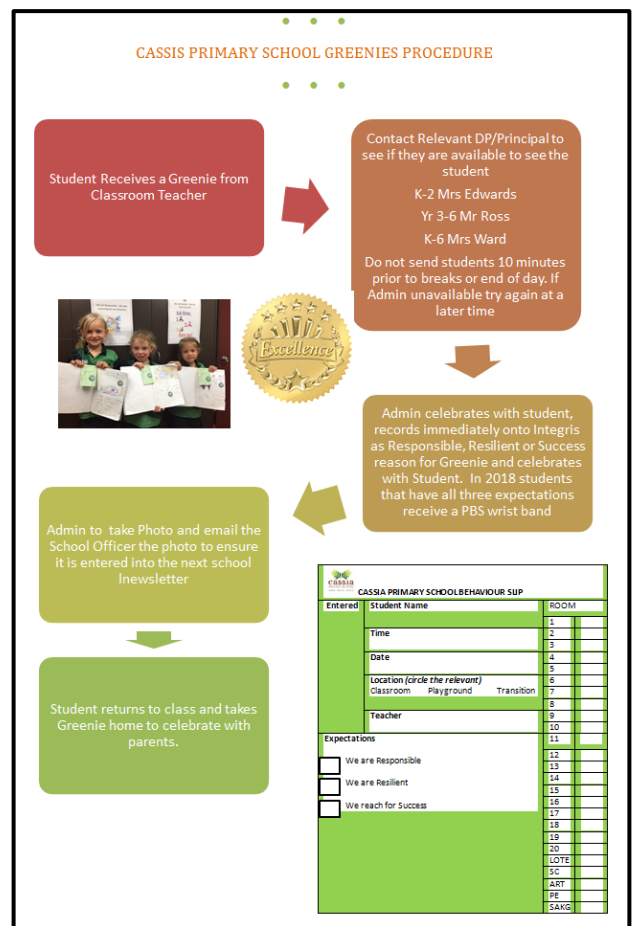 CASSIS PRIMARY SCHOOL GREENIES PROCEDURE
Student Receives a Greenie from
Classroom Teacher
Contact Relevant DP/Principal to
see if they are available to see the
student
K-2 Mrs Edwards
Yr 3-6 Mr Ross
K-6 Mrs Ward
Do not send students 10 minutes
prior to breaks or end of day. If
Admin unavailable try again at a
later time
Excellence
Admin celebrates with student,
records immediately onto Integris
as Responsible, Resilient or Success
reason for Greenie and celebrates
with Student. In 2018 students
that have all three expectations
receive a PBS wrist band
Admin to take Photo and email the
School Officer the photo to ensure
it is entered into the next school
lnewsletter
Student returns to class and takes
Greenie home to celebrate with
parents.
cassia
CASSIA PRIMARY SCHOOL BEHAVIOUR SLIP
Entered Student Name ROOM
1
Time 2
3
Date 4
5
Location (circle the relevant) 6
Classroom Playground Transition 7
8
Teacher 9
10
Expectations 11
12
We are Responsible 13
14
We are Resilient 15
16
We reach for Success 17
18
19
20
LOTE
SC
ART
PE
SAKG